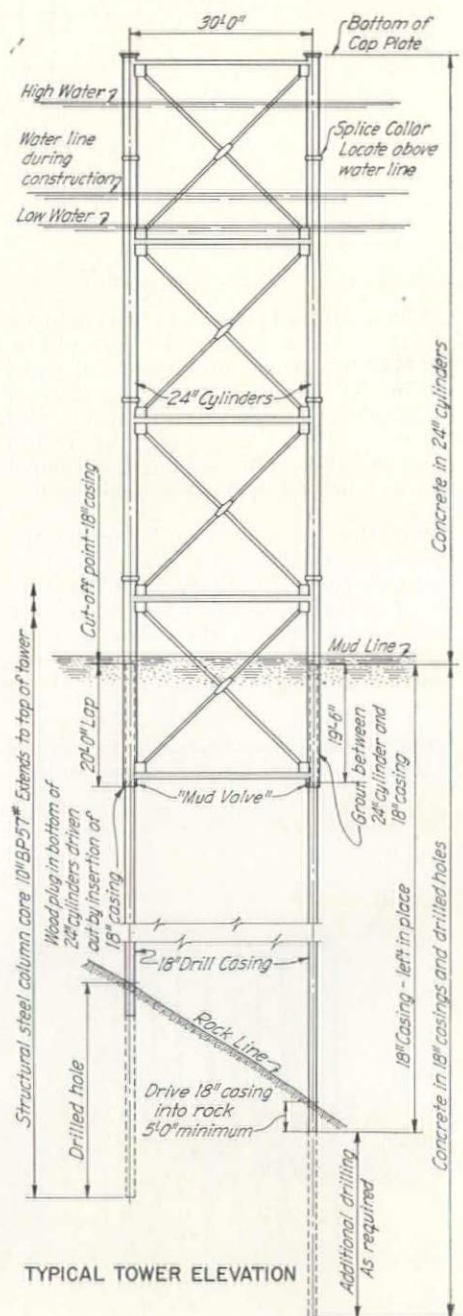 30'-0"
Bottom of
Cap Plate
High Water
Splice Collar
Locate above
water line
Water line
during
construction
Low Water
24" Cylinders
Concrete in 24" cylinders
Cut-off point-18" casing
Mud Line
20'-0" Lap
19'-6"
Grout between
24" cylinder and
18" casing
"Mud Valve"
Structural steel column core 10" BP57# Extends to top of tower
Wood plug in bottom of
24" cylinders driven
out by insertion of
18" casing
18" Drill Casing
18" Casing - left in place
Concrete in 18" casings and drilled holes
Rock Line
Drilled hole
Drive 18" casing
into rock
5'-0" minimum
Additional drilling
As required
TYPICAL TOWER ELEVATION